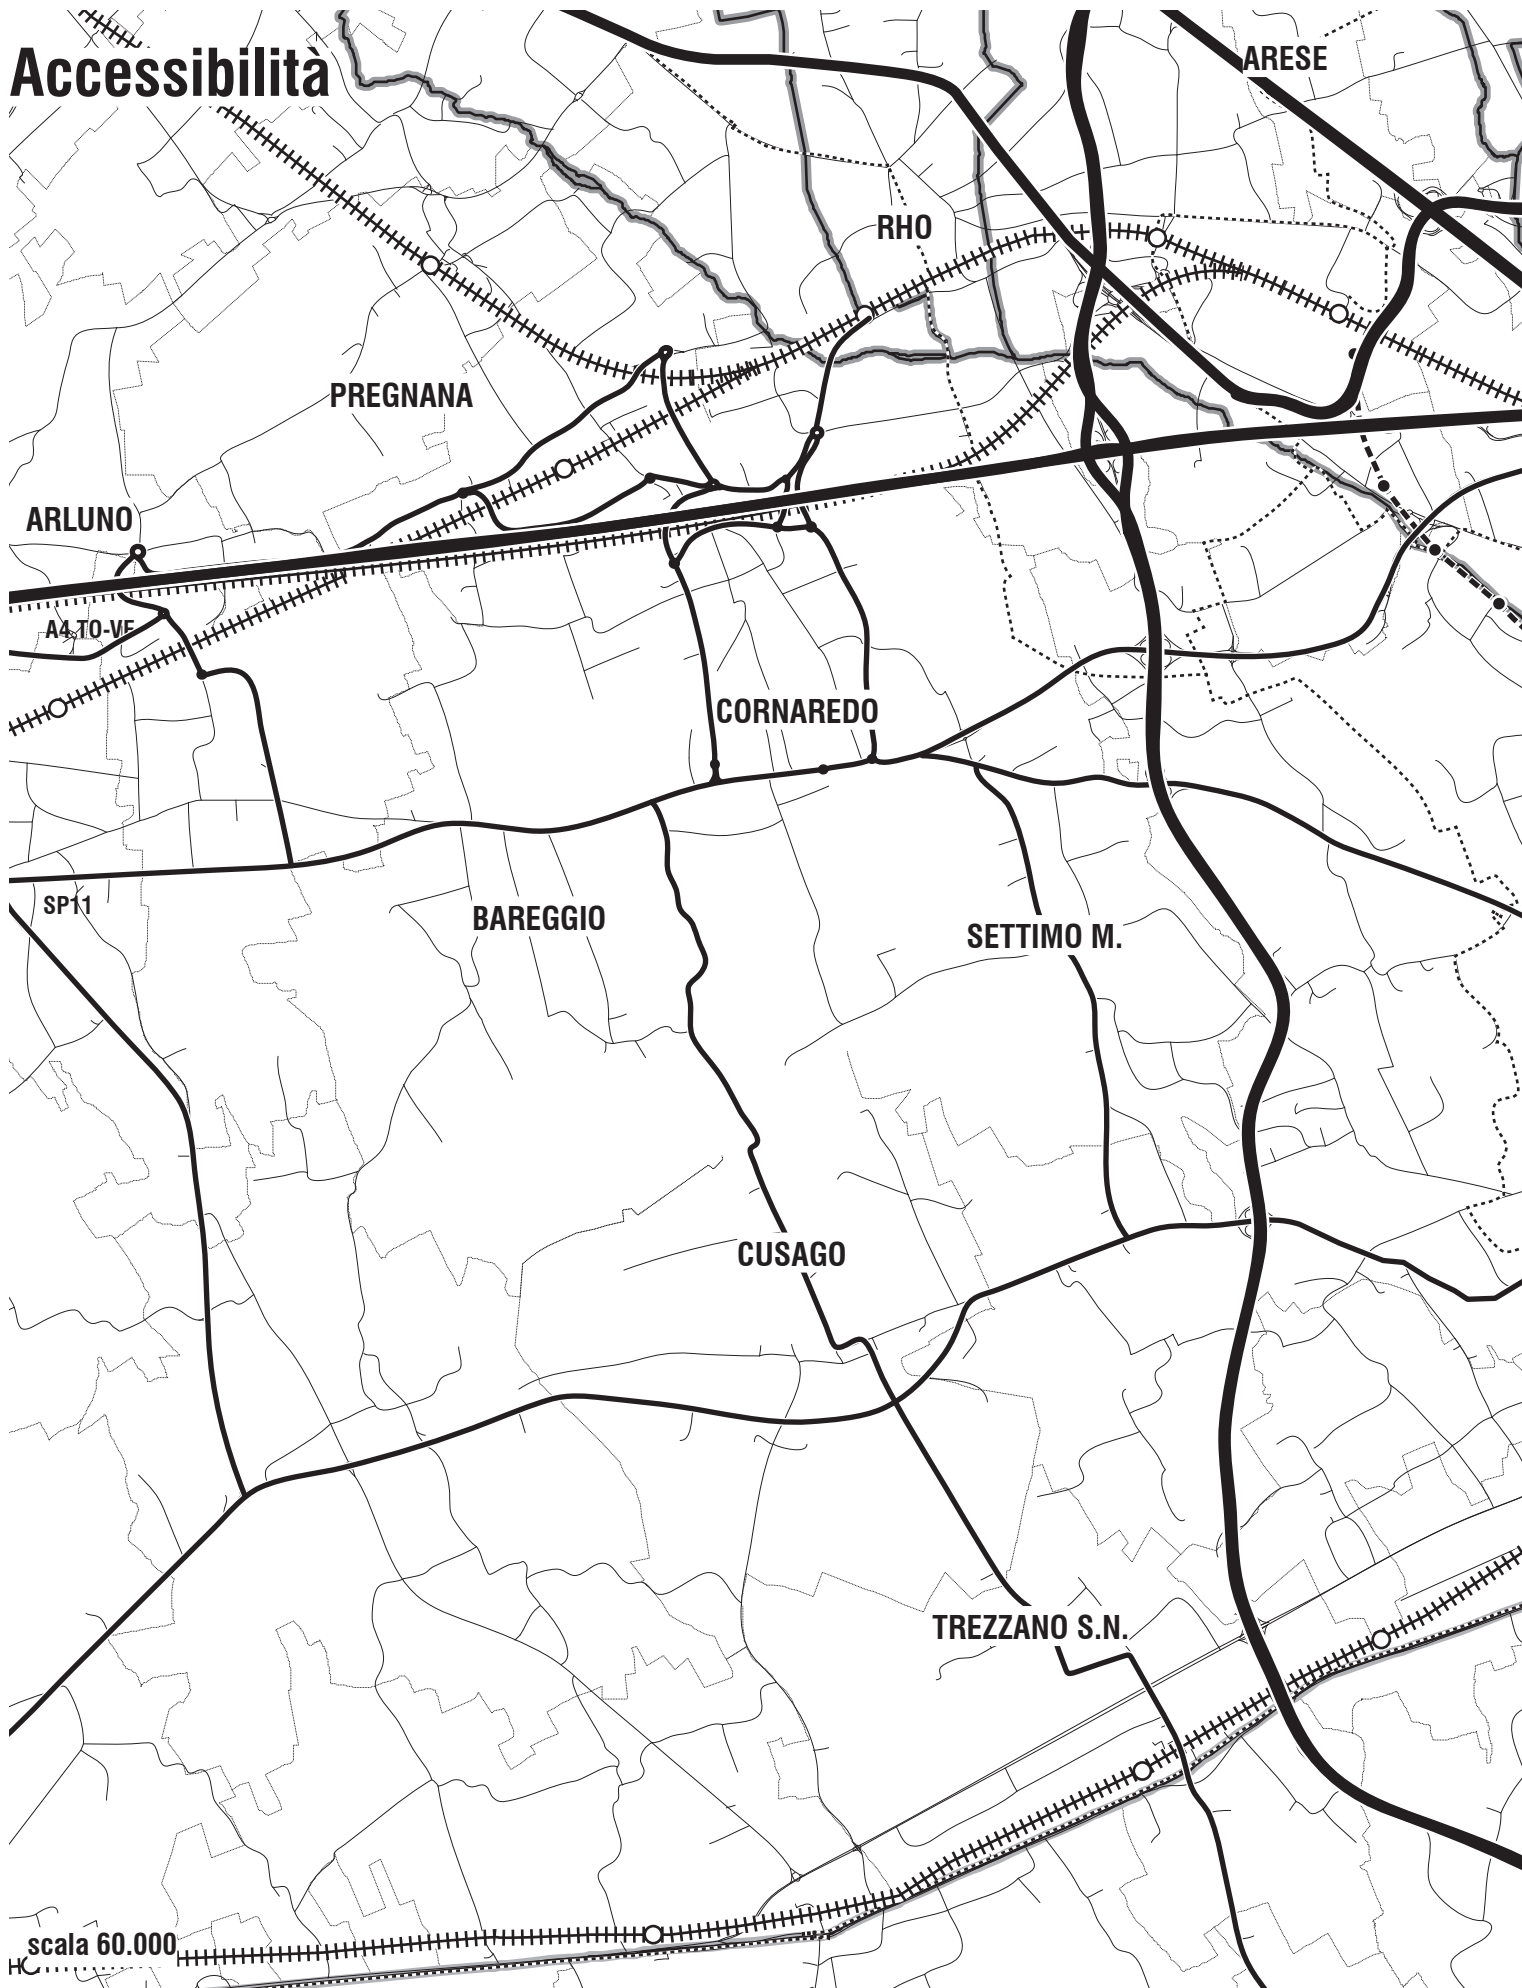 Accessibilità
ARESE
RHO
PREGNANA
ARLUNO
A4 TO-VE
CORNAREDO
SP11
BAREGGIO
SETTIMO M.
CUSAGO
TREZZANO S.N.
scala 60.000